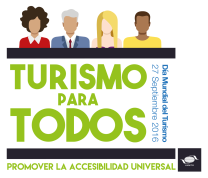 TURISMO
PARA
TODOS
Día Mundial del Turismo
27 Septiembre 2016
PROMOVER LA ACCESIBILIDAD UNIVERSAL